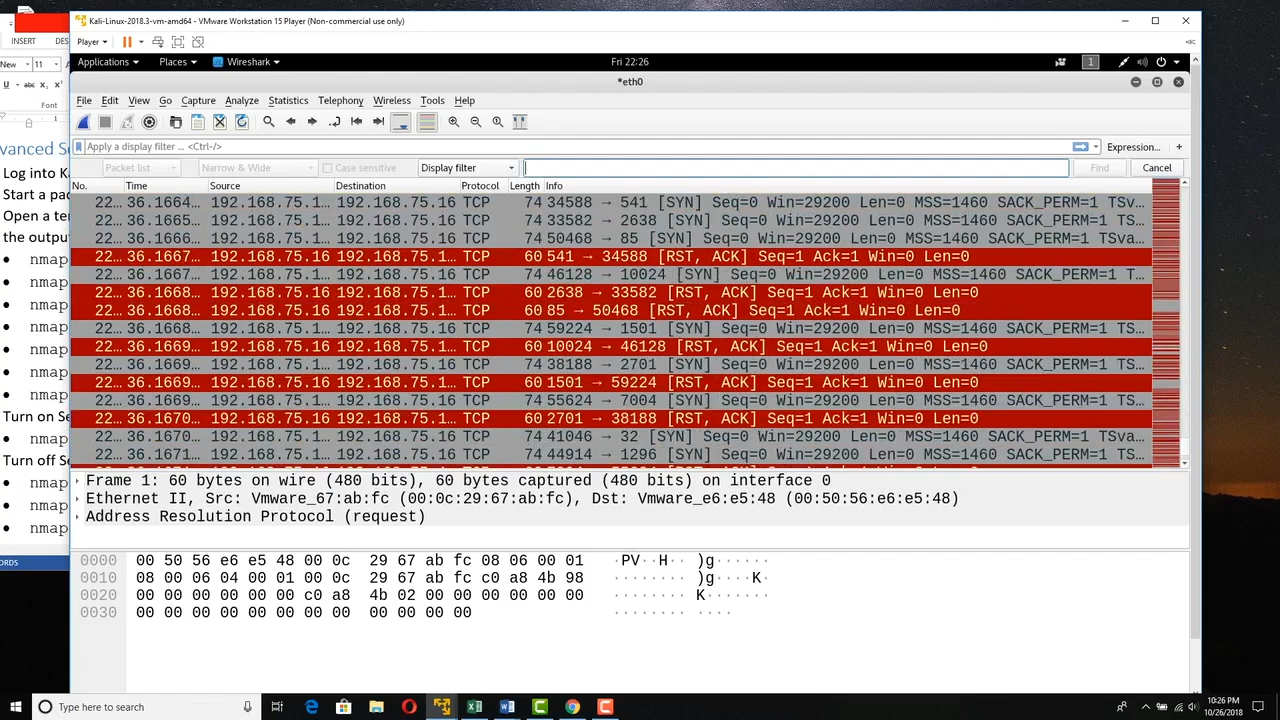 Kali-Linux-2018.3-vm-amd64 - VMware Workstation 15 Player (Non-commercial use only)
INSERT
Player
Applications Places Wireshark Fri 22:26 1
*eth0
File Edit View Go Capture Analyze Statistics Telephony Wireless Tools Help
New 11
U abc X₂ X²
Font
Apply a display filter ... <Ctrl-/> Expression... +
Packet list Narrow & Wide Case sensitive Display filter Find Cancel
No. Time Source Destination Protocol Length Info
22... 36.1664... 192.168.75.1... 192.168.75.16 TCP 74 34588 → 541 [SYN] Seq=0 Win=29200 Len=0 MSS=1460 SACK_PERM=1 TSv...
22... 36.1665... 192.168.75.1... 192.168.75.16 TCP 74 33582 → 2638 [SYN] Seq=0 Win=29200 Len=0 MSS=1460 SACK_PERM=1 TS...
22... 36.1666... 192.168.75.1... 192.168.75.16 TCP 74 50468 → 85 [SYN] Seq=0 Win=29200 Len=0 MSS=1460 SACK_PERM=1 TSva...
22... 36.1667... 192.168.75.16 192.168.75.1... TCP 60 541 → 34588 [RST, ACK] Seq=1 Ack=1 Win=0 Len=0
22... 36.1668... 192.168.75.1... 192.168.75.16 TCP 74 46128 → 10024 [SYN] Seq=0 Win=29200 Len=0 MSS=1460 SACK_PERM=1 T...
22... 36.1668... 192.168.75.16 192.168.75.1... TCP 60 2638 → 33582 [RST, ACK] Seq=1 Ack=1 Win=0 Len=0
22... 36.1668... 192.168.75.16 192.168.75.1... TCP 60 85 → 50468 [RST, ACK] Seq=1 Ack=1 Win=0 Len=0
22... 36.1668... 192.168.75.1... 192.168.75.16 TCP 74 59224 → 1501 [SYN] Seq=0 Win=29200 Len=0 MSS=1460 SACK_PERM=1 TS...
22... 36.1669... 192.168.75.16 192.168.75.1... TCP 60 10024 → 46128 [RST, ACK] Seq=1 Ack=1 Win=0 Len=0
22... 36.1669... 192.168.75.1... 192.168.75.16 TCP 74 38188 → 2701 [SYN] Seq=0 Win=29200 Len=0 MSS=1460 SACK_PERM=1 TS...
22... 36.1669... 192.168.75.16 192.168.75.1... TCP 60 1501 → 59224 [RST, ACK] Seq=1 Ack=1 Win=0 Len=0
22... 36.1669... 192.168.75.1... 192.168.75.16 TCP 74 55624 → 7004 [SYN] Seq=0 Win=29200 Len=0 MSS=1460 SACK_PERM=1 TS...
22... 36.1670... 192.168.75.16 192.168.75.1... TCP 60 2701 → 38188 [RST, ACK] Seq=1 Ack=1 Win=0 Len=0
22... 36.1670... 192.168.75.1... 192.168.75.16 TCP 74 41046 → 32 [SYN] Seq=0 Win=29200 Len=0 MSS=1460 SACK_PERM=1 TSva...
22... 36.1671... 192.168.75.1... 192.168.75.16 TCP 74 44914 → 1296 [SYN] Seq=0 Win=29200 Len=0 MSS=1460 SACK_PERM=1 TS...
Frame 1: 60 bytes on wire (480 bits), 60 bytes captured (480 bits) on interface 0
Ethernet II, Src: Vmware_67:ab:fc (00:0c:29:67:ab:fc), Dst: Vmware_e6:e5:48 (00:50:56:e6:e5:48)
Address Resolution Protocol (request)
0000 00 50 56 e6 e5 48 00 0c 29 67 ab fc 08 06 00 01 ·PV··H·· )g······
0010 08 00 06 04 00 01 00 0c 29 67 ab fc c0 a8 4b 98 ········ )g····K·
0020 00 00 00 00 00 00 c0 a8 4b 02 00 00 00 00 00 00 ········ K·······
0030 00 00 00 00 00 00 00 00 00 00 00 00 ········ ····
Log into
Start a
Open a
the
• nmap
• nmap
• nmap
• nmap
• nmap
• nmap
• nmap
Turn on
• nmap
Turn off
• nmap
• nmap
• nmap
Type here to search
10:26 PM
10/26/2018